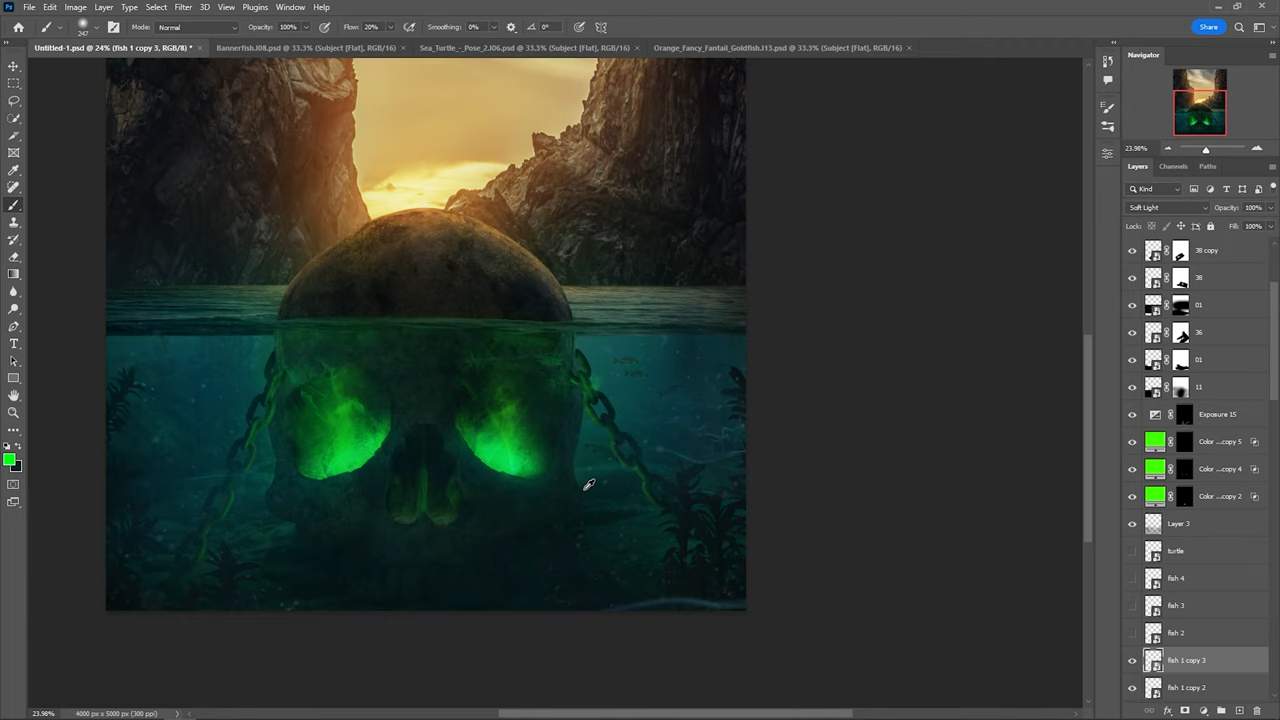 File Edit Image Layer Type Select Filter 3D View Plugins Window Help
247 Mode: Normal Opacity: 100% Flow: 20% Smoothing: 0% 0° Share
Untitled-1.psd @ 24% (fish 1 copy 3, RGB/8) * × Bannerfish.I08.psd @ 33.3% (Subject [Flat], RGB/16) × Sea_Turtle_-_Pose_2.I06.psd @ 33.3% (Subject [Flat], RGB/16) × Orange_Fancy_Fantail_Goldfish.I13.psd @ 33.3% (Subject [Flat], RGB/16) ×
Navigator
23.98%
Layers Channels Paths
Kind
Soft Light Opacity: 100%
Lock: Fill: 100%
38 copy
38
01
36
01
11
Exposure 15
Color ...copy 5
Color ...copy 4
Color ...copy 2
Layer 3
turtle
fish 4
fish 3
fish 2
fish 1 copy 3
fish 1 copy 2
23.98% 4000 px x 5000 px (300 ppi)